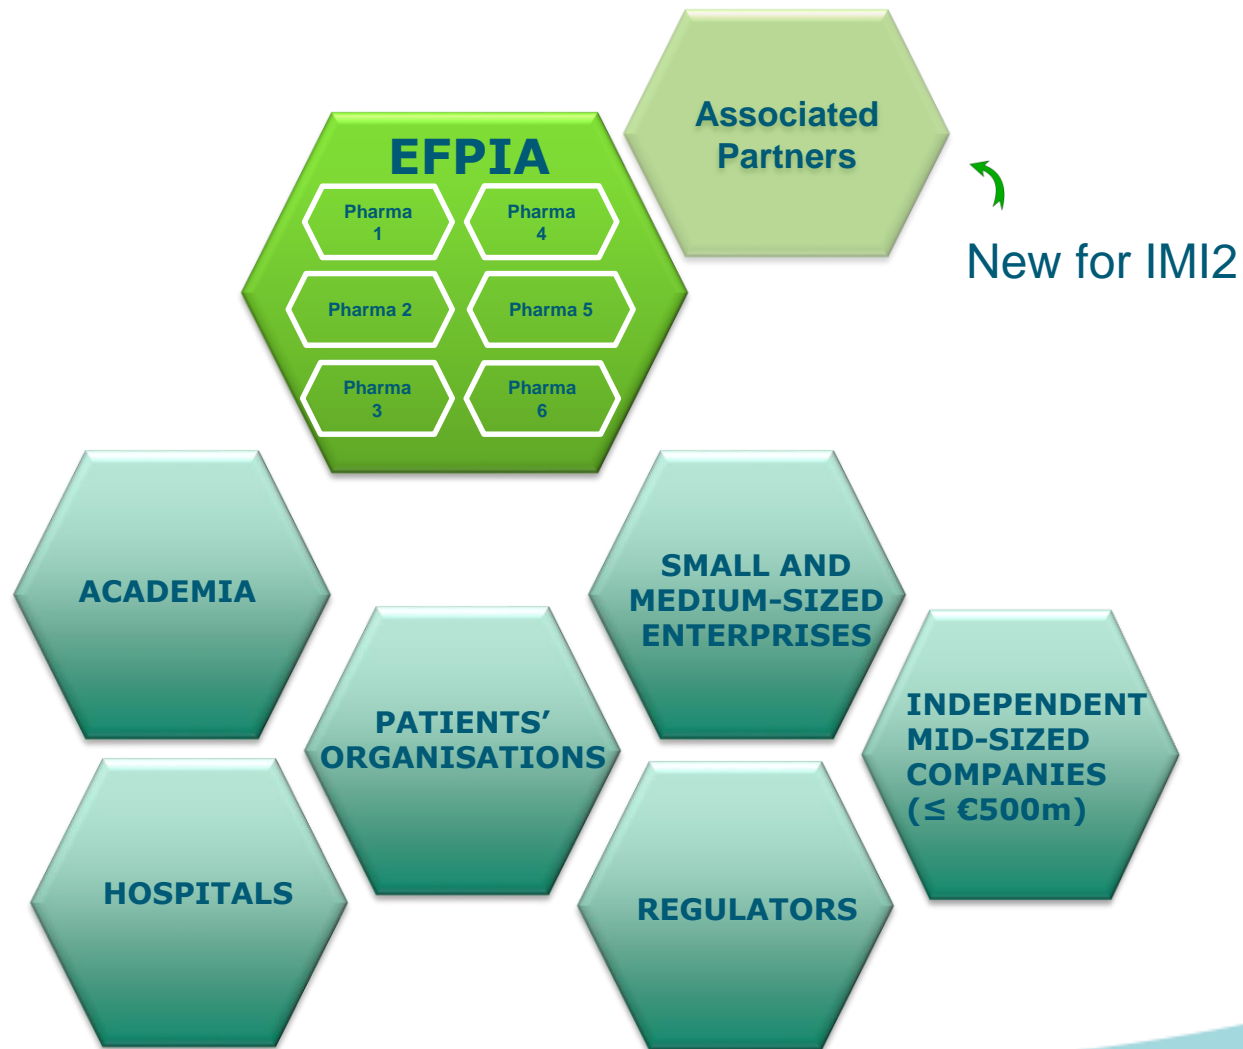 Associated
Partners
EFPIA
Pharma
1
Pharma
4
New for IMI2
Pharma 2
Pharma 5
Pharma
3
Pharma
6
ACADEMIA
SMALL AND
MEDIUM-SIZED
ENTERPRISES
PATIENTS’
ORGANISATIONS
INDEPENDENT
MID-SIZED
COMPANIES
(≤ €500m)
HOSPITALS
REGULATORS